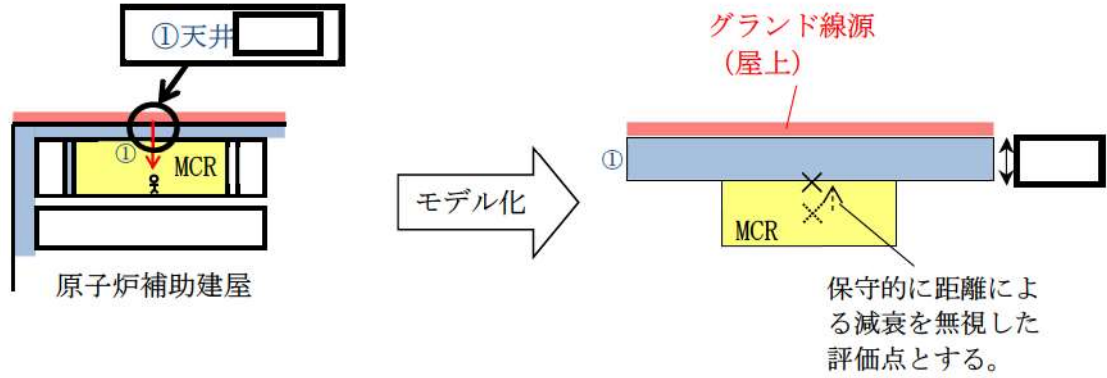 ①天井
グランド線源
(屋上)
①
MCR
①
モデル化
MCR
原子炉補助建屋
保守的に距離によ
る減衰を無視した
評価点とする。